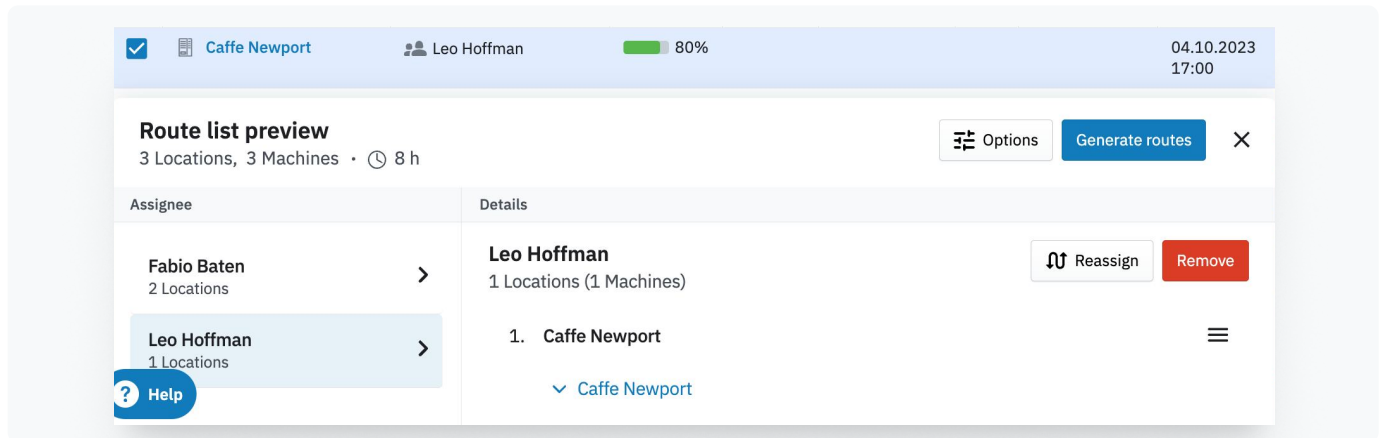 Caffe Newport Leo Hoffman 80% 04.10.2023
17:00
Route list preview
3 Locations, 3 Machines • 8 h
Options Generate routes
Assignee Details
Fabio Baten
2 Locations
Leo Hoffman
1 Locations
? Help
Leo Hoffman
1 Locations (1 Machines)
Reassign Remove
1. Caffe Newport
Caffe Newport